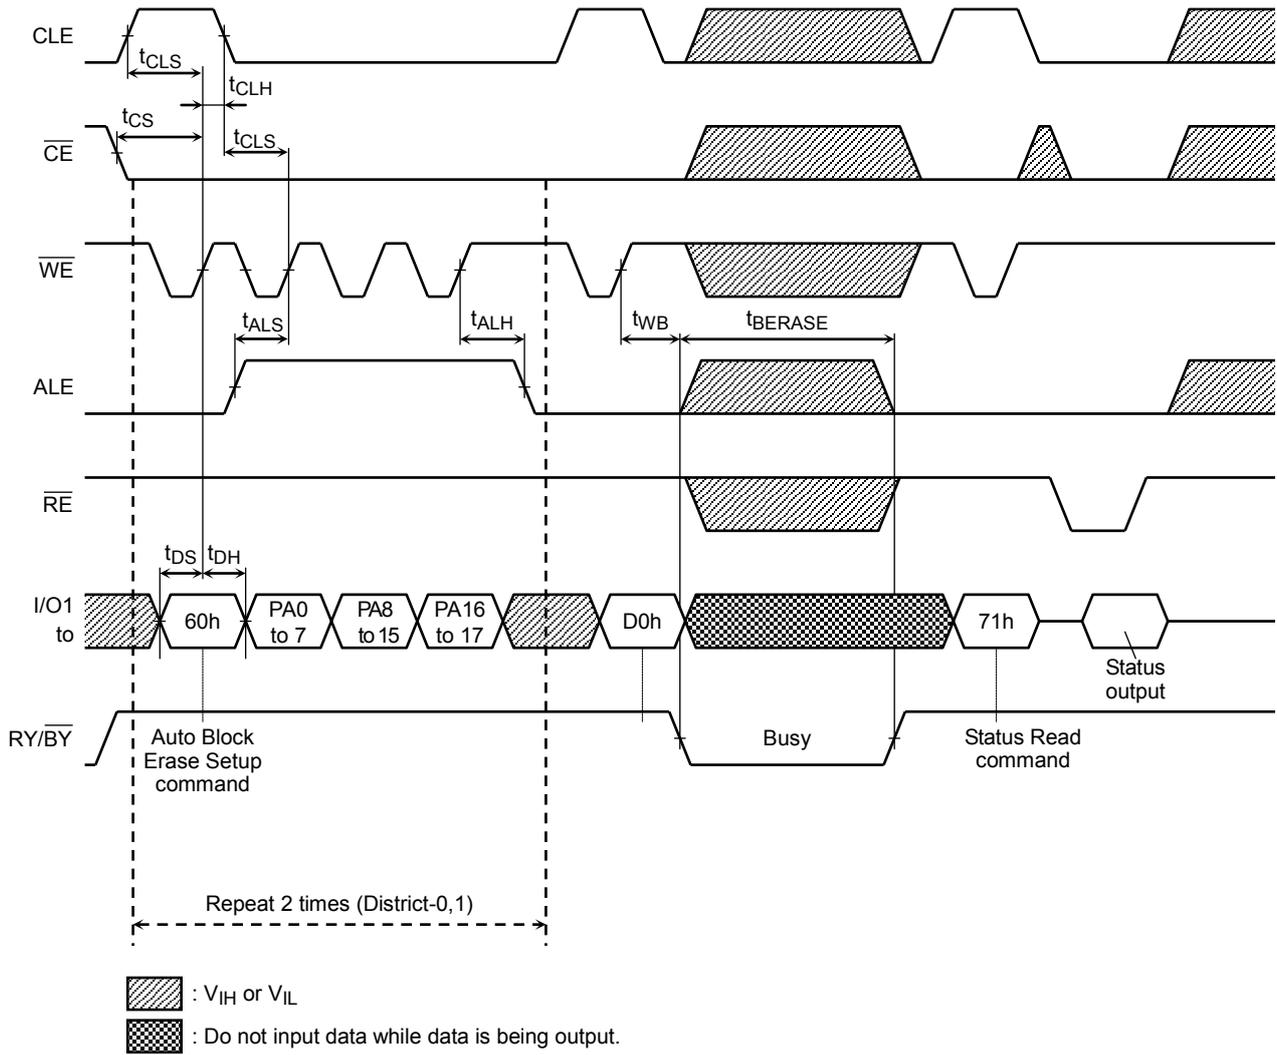 CLE
tCLS
tCLH
tCS
CE
tCLS
WE
tALS
tALH
tWB
tBERASE
ALE
RE
tDS
tDH
I/O1
to
60h
PA0
to 7
PA8
to 15
PA16
to 17
D0h
71h
Status
output
RY/BY
Auto Block
Erase Setup
command
Busy
Status Read
command
Repeat 2 times (District-0,1)
: VIH or VIL
: Do not input data while data is being output.